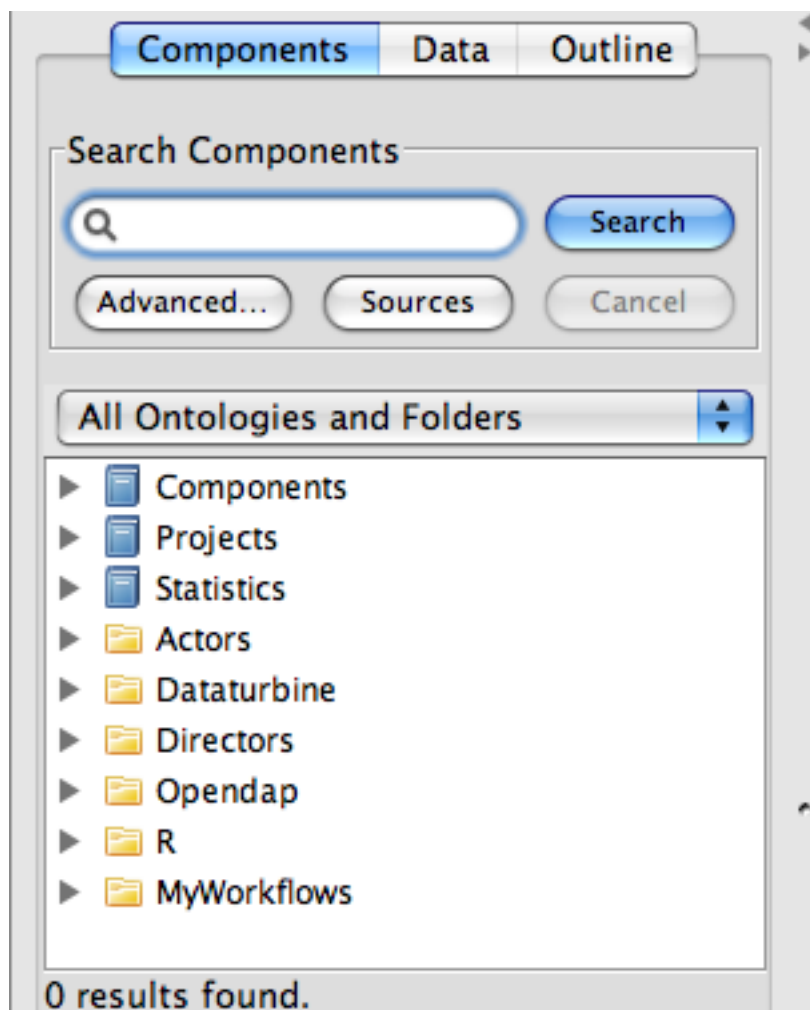 Components Data Outline
Search Components
Search
Advanced... Sources Cancel
All Ontologies and Folders
Components
Projects
Statistics
Actors
Dataturbine
Directors
Opendap
R
MyWorkflows
0 results found.